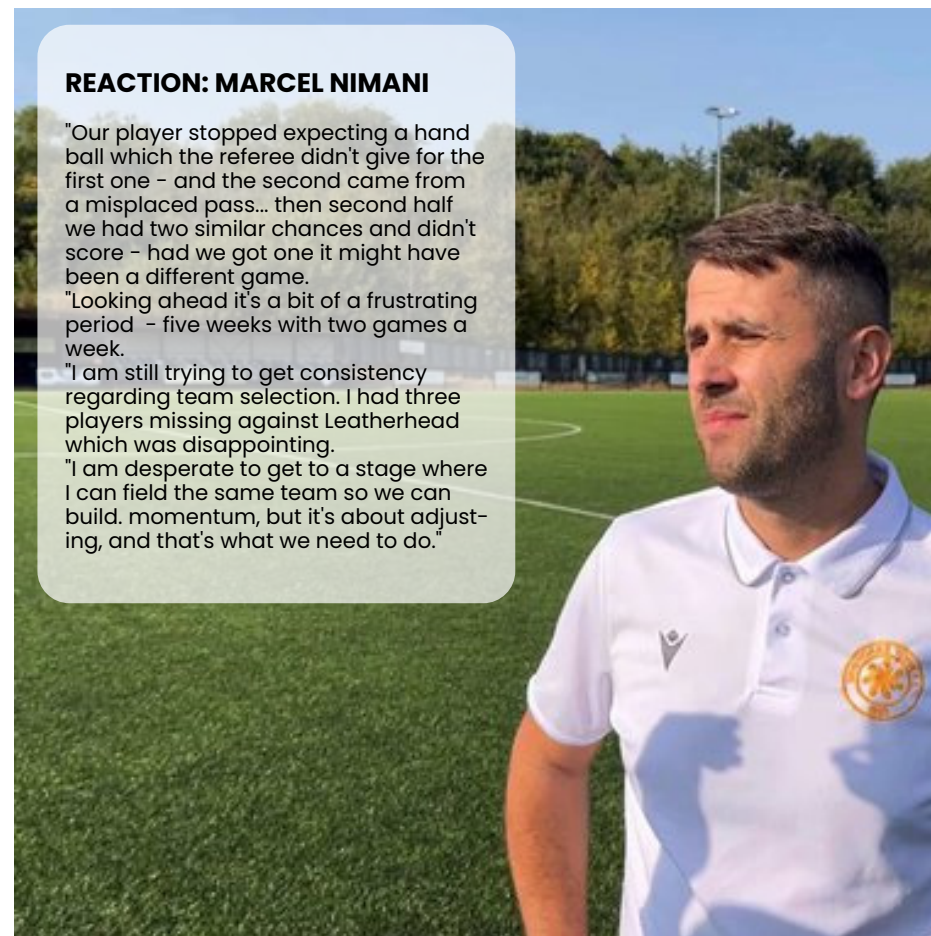 REACTION: MARCEL NIMANI
"Our player stopped expecting a hand
ball which the referee didn't give for the
first one - and the second came from
a misplaced pass... then second half
we had two similar chances and didn't
score - had we got one it might have
been a different game.
"Looking ahead it's a bit of a frustrating
period  - five weeks with two games a
week.
"I am still trying to get consistency
regarding team selection. I had three
players missing against Leatherhead
which was disappointing.
"I am desperate to get to a stage where
I can field the same team so we can
build. momentum, but it's about adjust-
ing, and that's what we need to do."